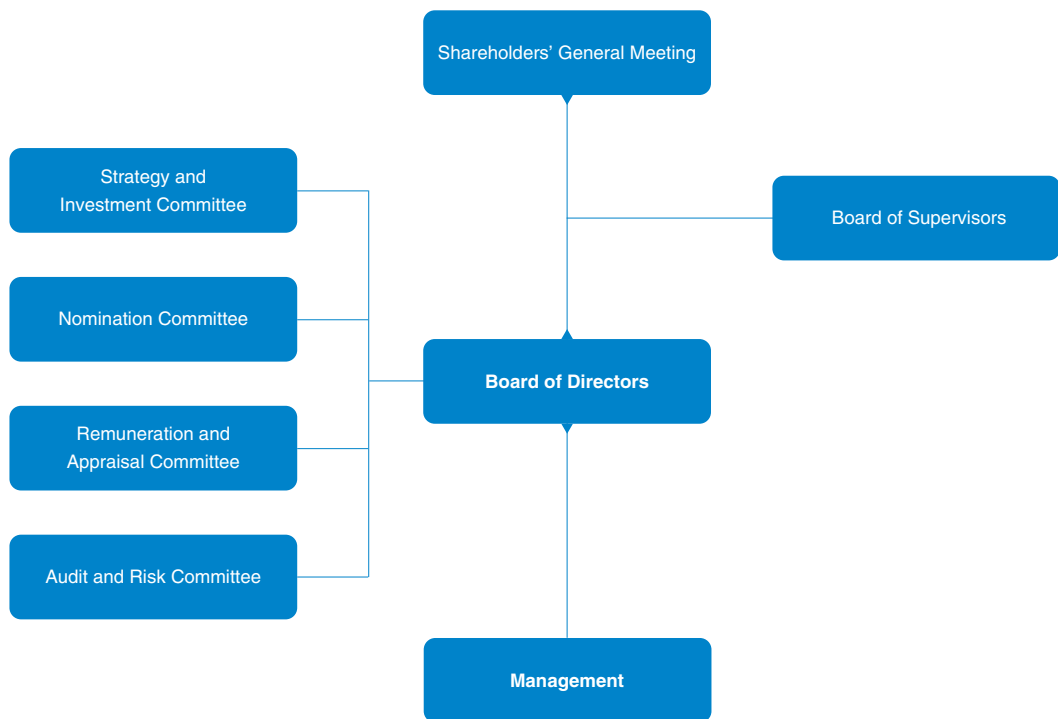 Shareholders’ General Meeting
Strategy and
Investment Committee
Board of Supervisors
Nomination Committee
Board of Directors
Remuneration and
Appraisal Committee
Audit and Risk Committee
Management